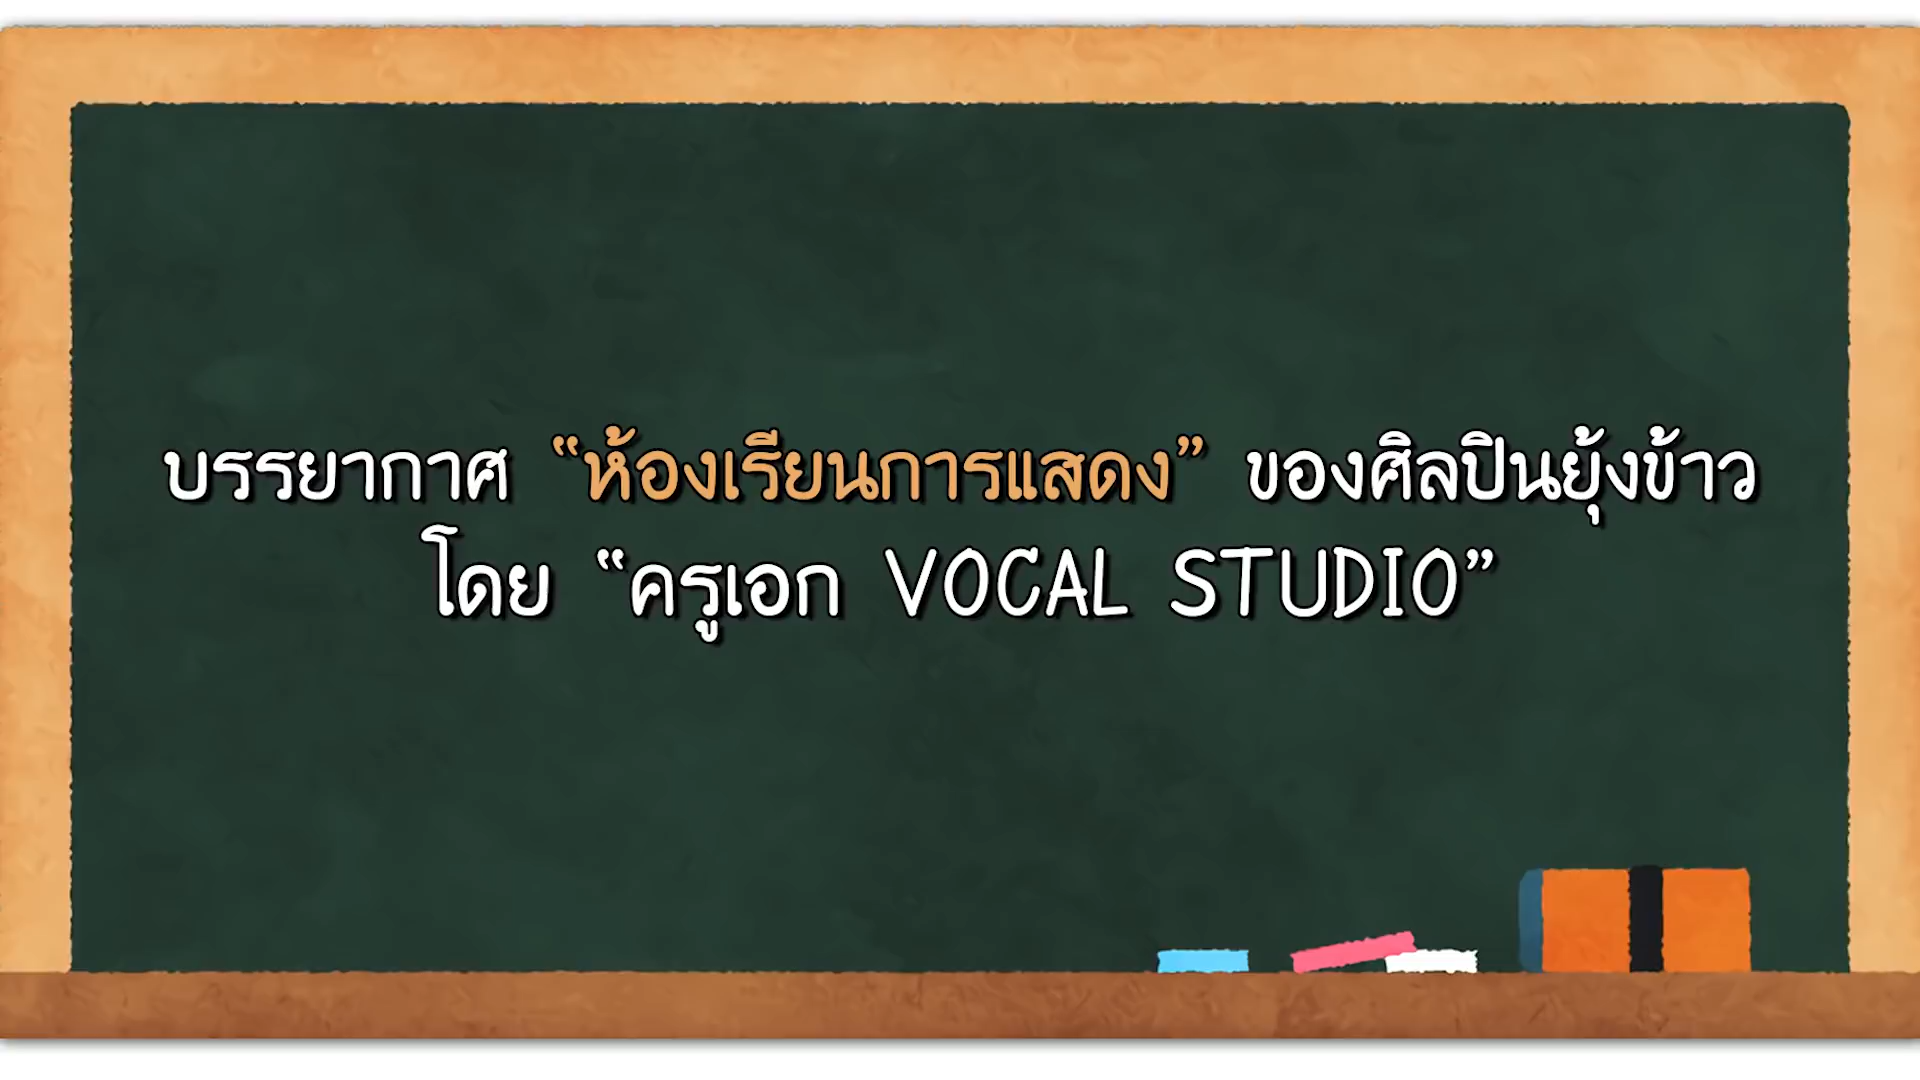 บรรยากาศ “ห้องเรียนการแสดง” ของศิลปินยุ้งข้าว
โดย “ครูเอก VOCAL STUDIO”